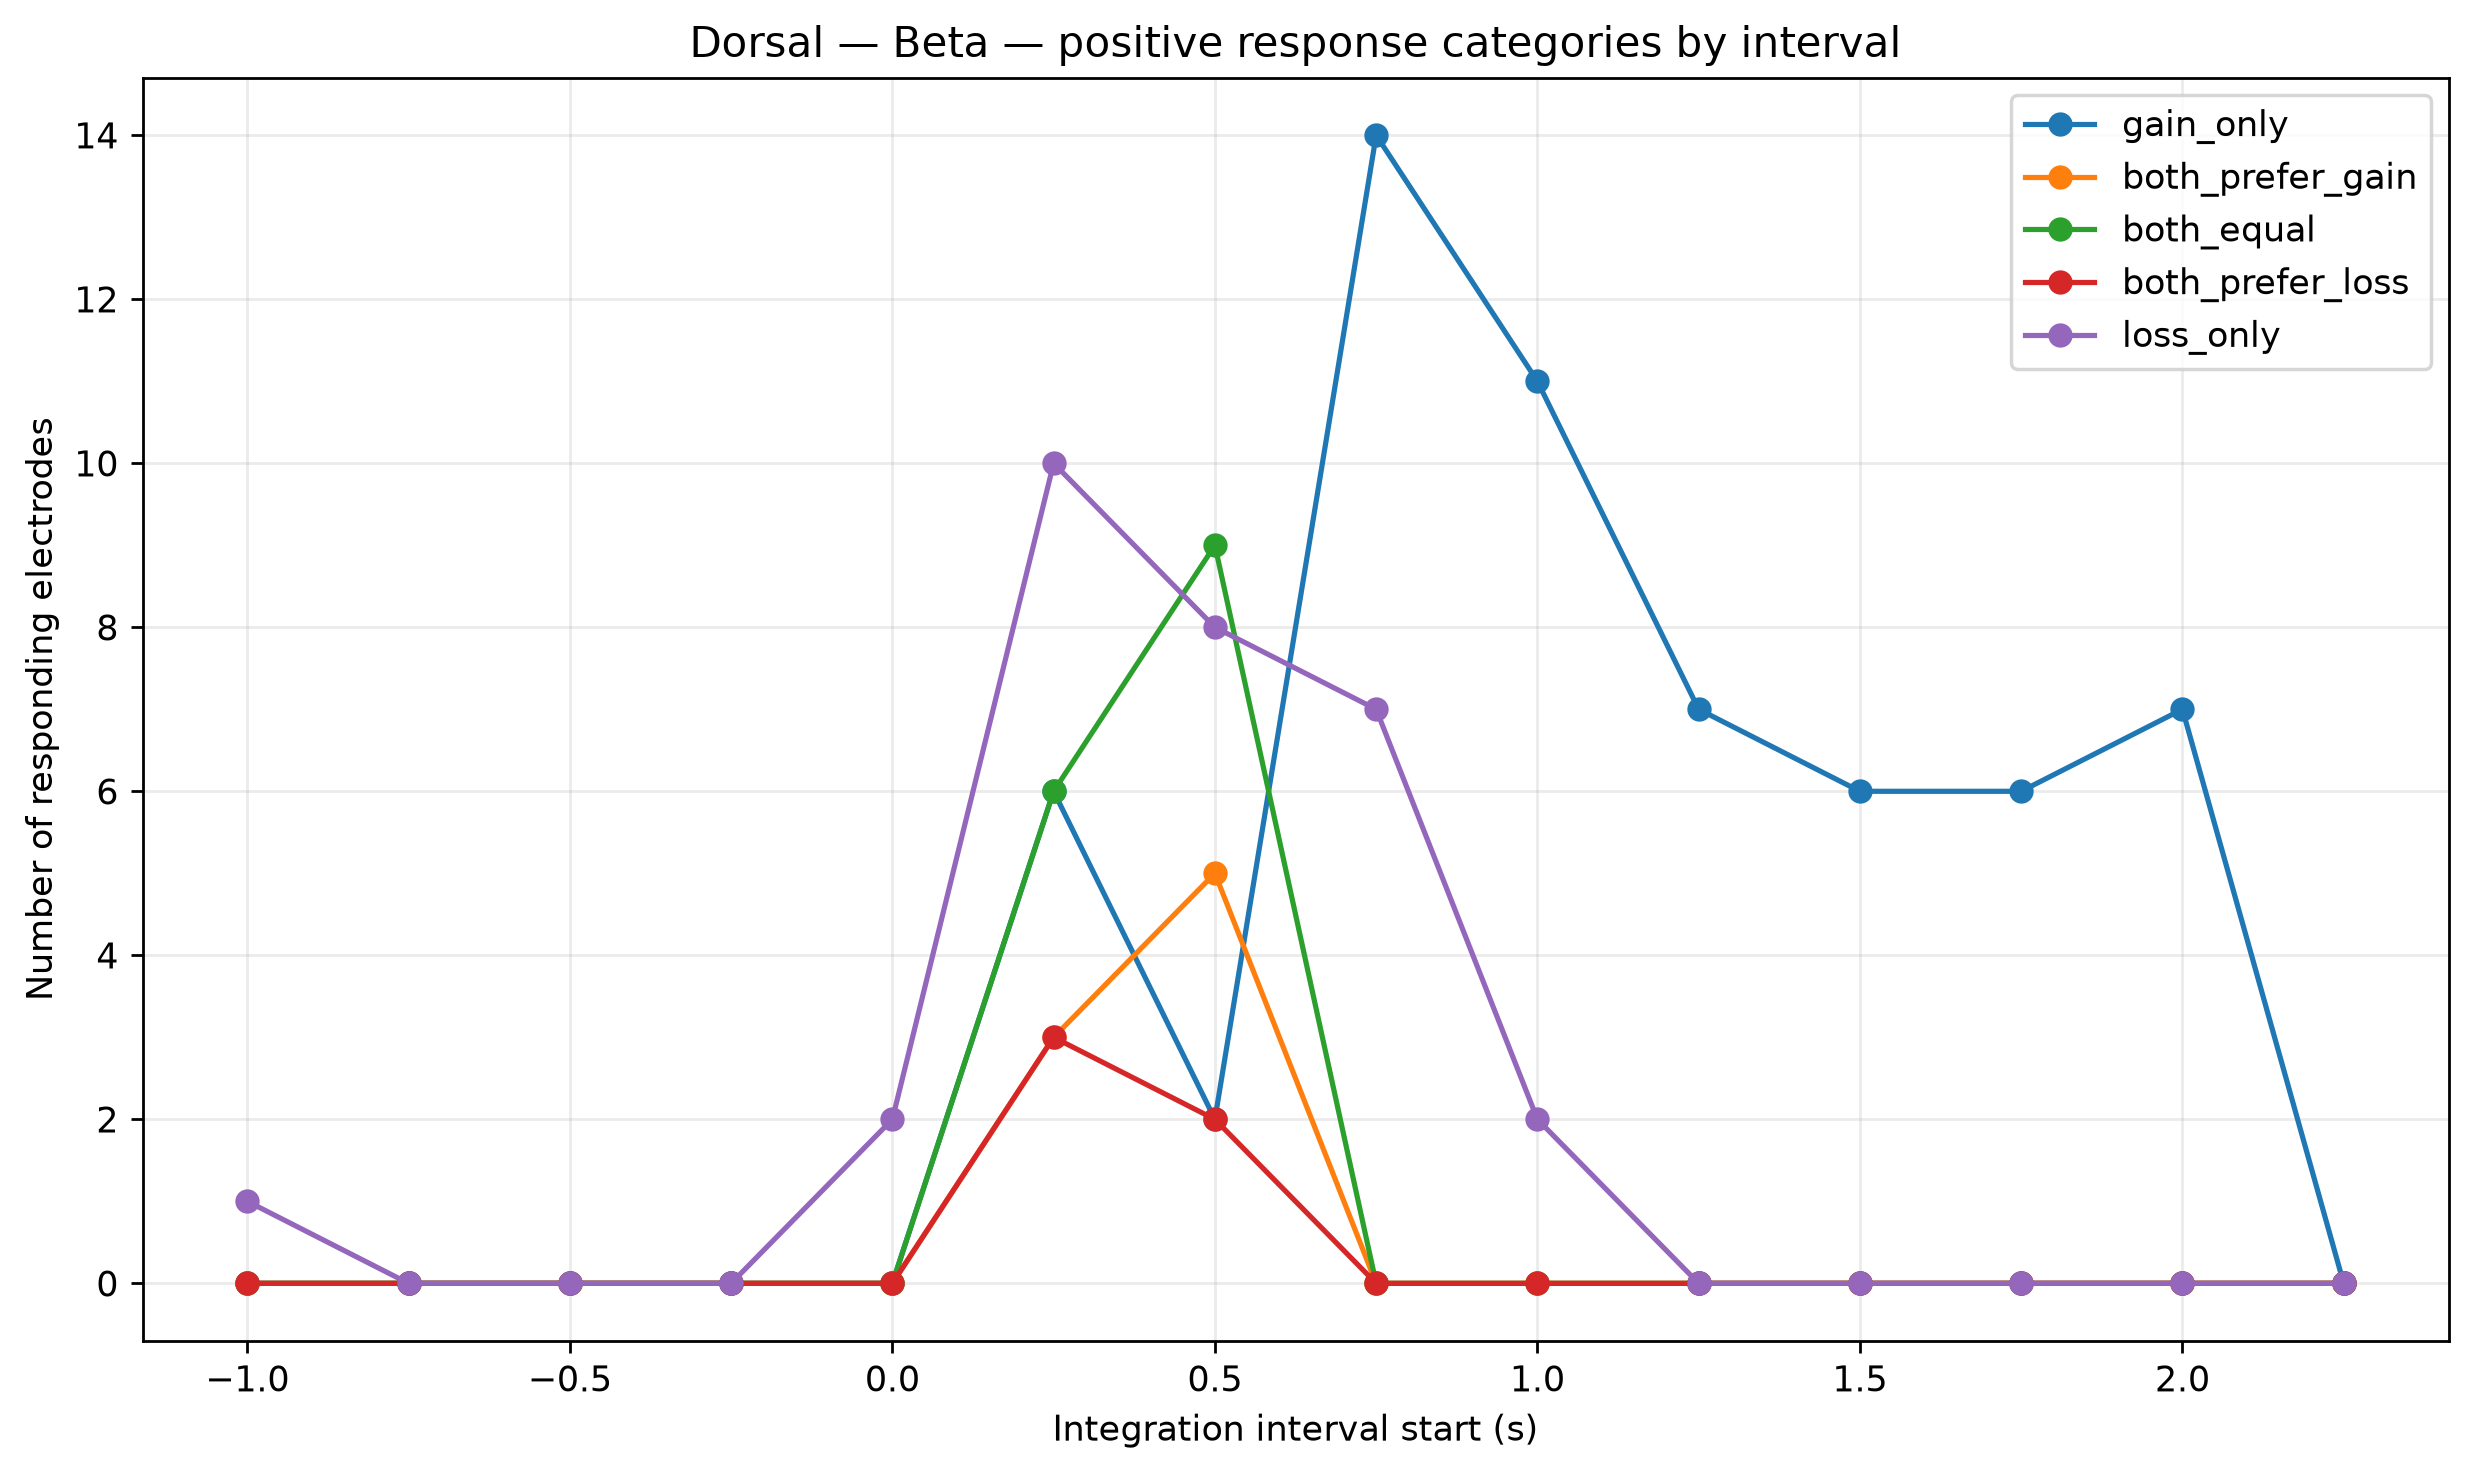 Dorsal — Beta — positive response categories by interval
gain_only
both_prefer_gain
both_equal
both_prefer_loss
loss_only
14
12
10
8
6
4
2
0
Number of responding electrodes
−1.0 −0.5 0.0 0.5 1.0 1.5 2.0
Integration interval start (s)